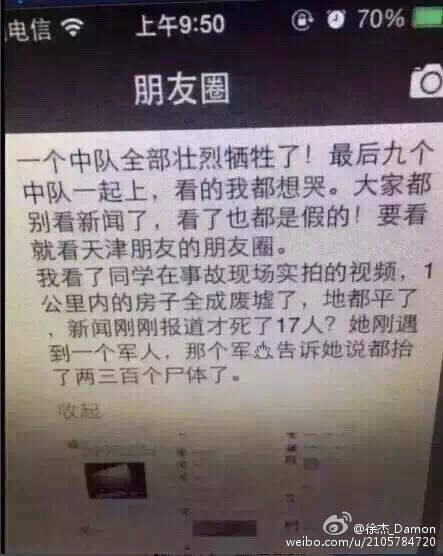 电信 上午9:50 70%
朋友圈
一个中队全部壮烈牺牲了！最后九个
中队一起上，看的我都想哭。大家都
别看新闻了，看了也都是假的！要看
就看天津朋友的朋友圈。
我看了同学在事故现场实拍的视频，1
公里内的房子全成废墟了，地都平了
，新闻刚刚报道才死了17人？她刚遇
到一个军人，那个军告诉她说都抬
了两三百个尸体了。
收起
@徐杰_Damon
weibo.com/u/2105784720